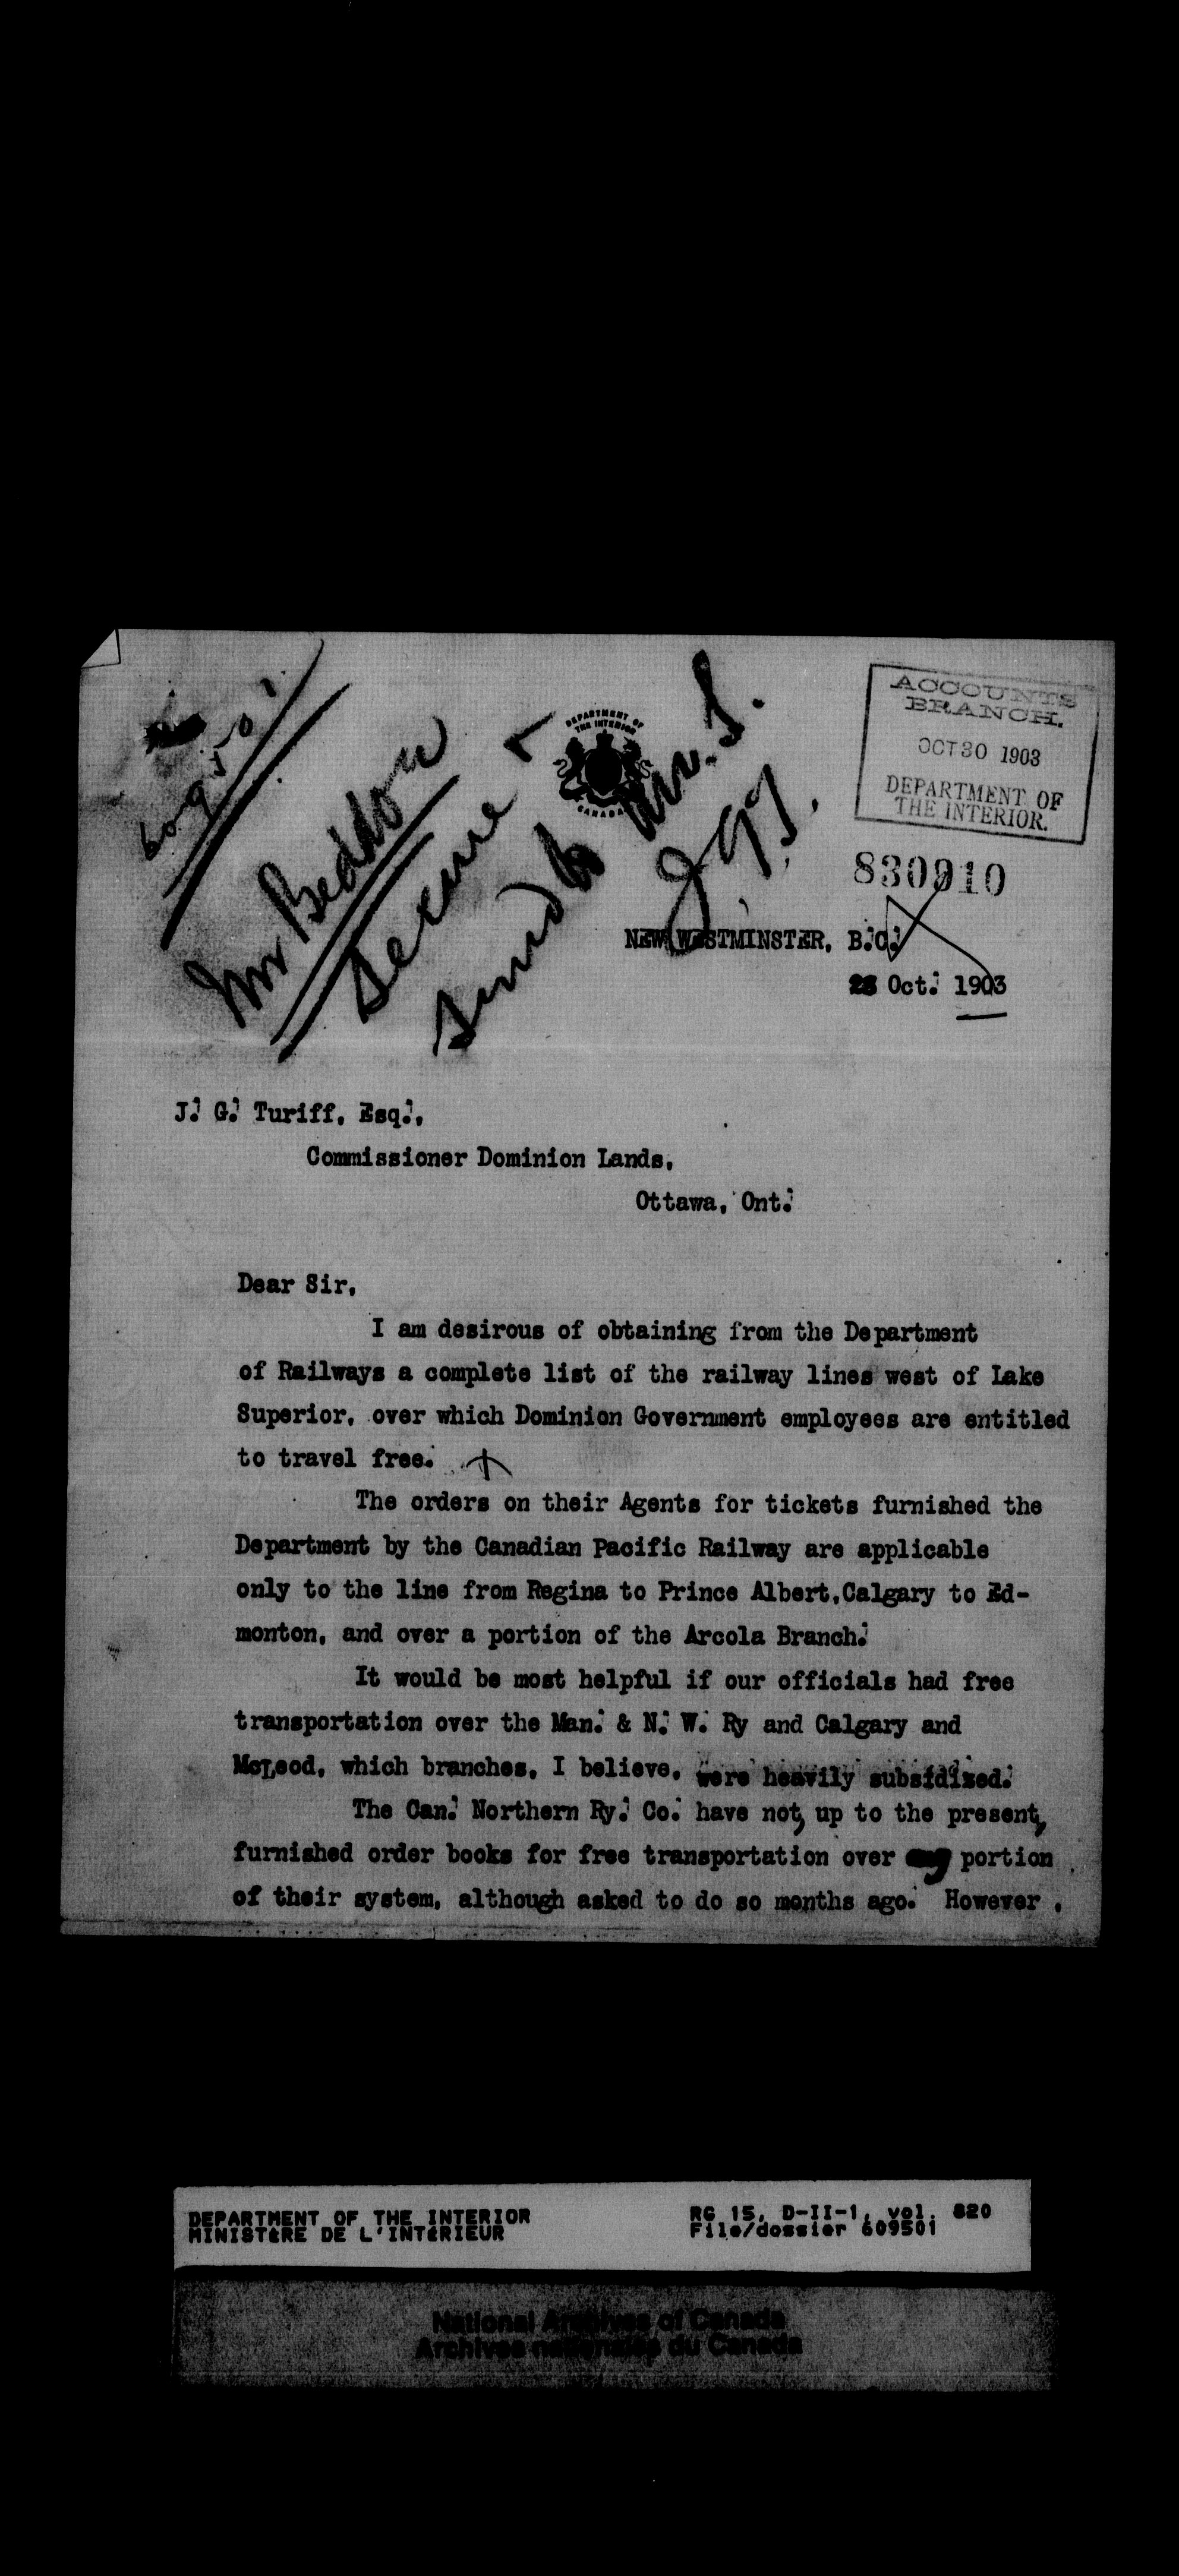 609501
Mr Beddow
DEPARTMENT OF
THE INTERIOR
CANADA
ACCOUNTS
BRANCH.
OCT 30 1903
DEPARTMENT OF
THE INTERIOR.
830910
NEW WESTMINSTER, B.C.
Oct. 1903
J. G. Turiff, Esq.,
Commissioner Dominion Lands,
Ottawa, Ont.
Dear Sir,
I am desirous of obtaining from the Department
of Railways a complete list of the railway lines west of Lake
Superior, over which Dominion Government employees are entitled
to travel free.
The orders on their Agents for tickets furnished the
Department by the Canadian Pacific Railway are applicable
only to the line from Regina to Prince Albert,Calgary to Ed-
monton, and over a portion of the Arcola Branch.
It would be most helpful if our officials had free
transportation over the Man. & N. W. Ry and Calgary and
McLeod, which branches, I believe, were heavily subsidized.
The Can. Northern Ry. Co. have not, up to the present,
furnished order books for free transportation over any portion
of their system, although asked to do so months ago. However,
DEPARTMENT OF THE INTERIOR
MINISTÈRE DE L'INTÉRIEUR
RG 15, D-II-1, vol. 820
File/dossier 609501
National Archives of Canada
Archives nationales du Canada